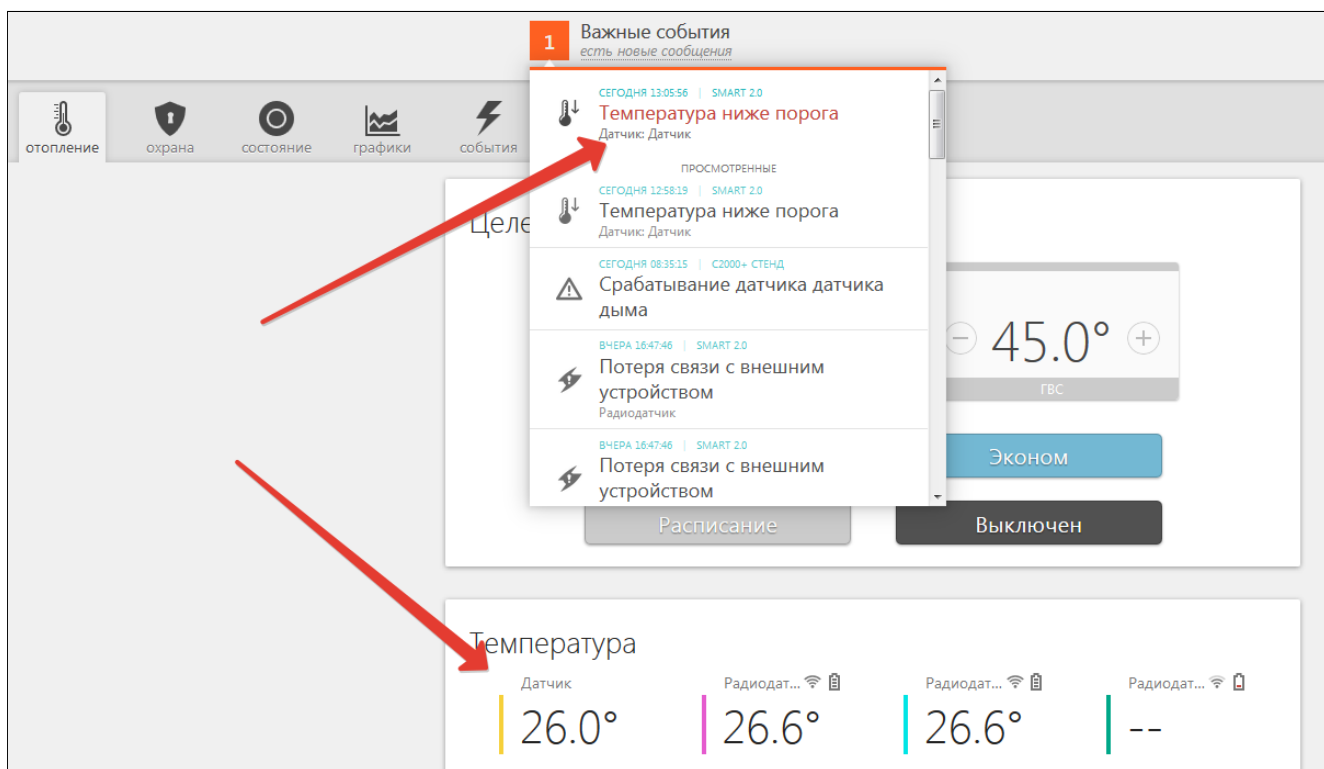 1
Важные события
есть новые сообщения
СЕГОДНЯ 13:05:56 | SMART 2.0
Температура ниже порога
Датчик: Датчик
ПРОСМОТРЕННЫЕ
СЕГОДНЯ 12:58:19 | SMART 2.0
Температура ниже порога
Датчик: Датчик
СЕГОДНЯ 08:35:15 | С2000+ СТЕНД
Срабатывание датчика датчика
дыма
ВЧЕРА 16:47:46 | SMART 2.0
Потеря связи с внешним
устройством
Радиодатчик
ВЧЕРА 16:47:46 | SMART 2.0
Потеря связи с внешним
устройством
отопление
охрана
состояние
графики
события
Целе
45.0°
ГВС
Эконом
Расписание
Выключен
Температура
Датчик
Радиодат...
Радиодат...
Радиодат...
26.0°
26.6°
26.6°
--